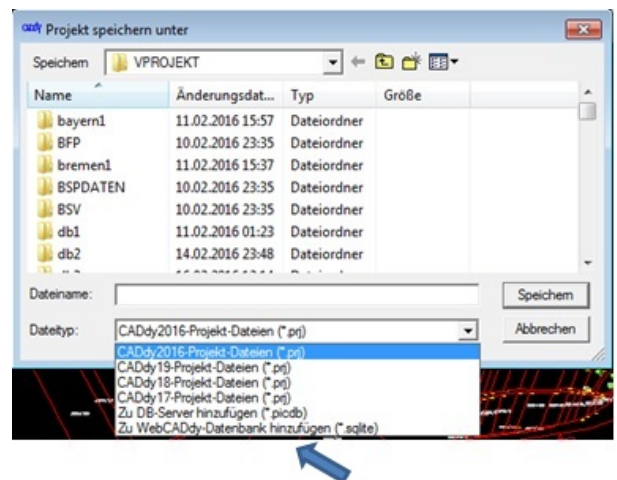 Projekt speichern unter
Speichern VPROJEKT
Name Änderungsdat... Typ Größe
bayern1 11.02.2016 15:57 Dateiordner
BFP 10.02.2016 23:35 Dateiordner
bremen1 11.02.2016 15:37 Dateiordner
BSPDATEN 10.02.2016 23:35 Dateiordner
BSV 10.02.2016 23:35 Dateiordner
db1 11.02.2016 01:23 Dateiordner
db2 14.02.2016 23:48 Dateiordner
Dateiname: Speichern
Dateityp: CADdy2016-Projekt-Dateien (*.prj) Abbrechen
CADdy2016-Projekt-Dateien (*.prj)
CADdy19-Projekt-Dateien (*.prj)
CADdy18-Projekt-Dateien (*.prj)
CADdy17-Projekt-Dateien (*.prj)
Zu DB-Server hinzufügen (*.picdb)
Zu WebCADdy-Datenbank hinzufügen (*.sqlite)